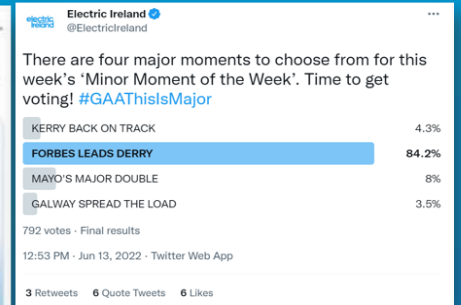 electric
ireland
Electric Ireland
@ElectricIreland
There are four major moments to choose from for this
week's 'Minor Moment of the Week'. Time to get
voting! #GAAThisIsMajor
KERRY BACK ON TRACK 4.3%
FORBES LEADS DERRY 84.2%
MAYO'S MAJOR DOUBLE 8%
GALWAY SPREAD THE LOAD 3.5%
792 votes · Final results
12:53 PM · Jun 13, 2022 · Twitter Web App
3 Retweets 6 Quote Tweets 6 Likes